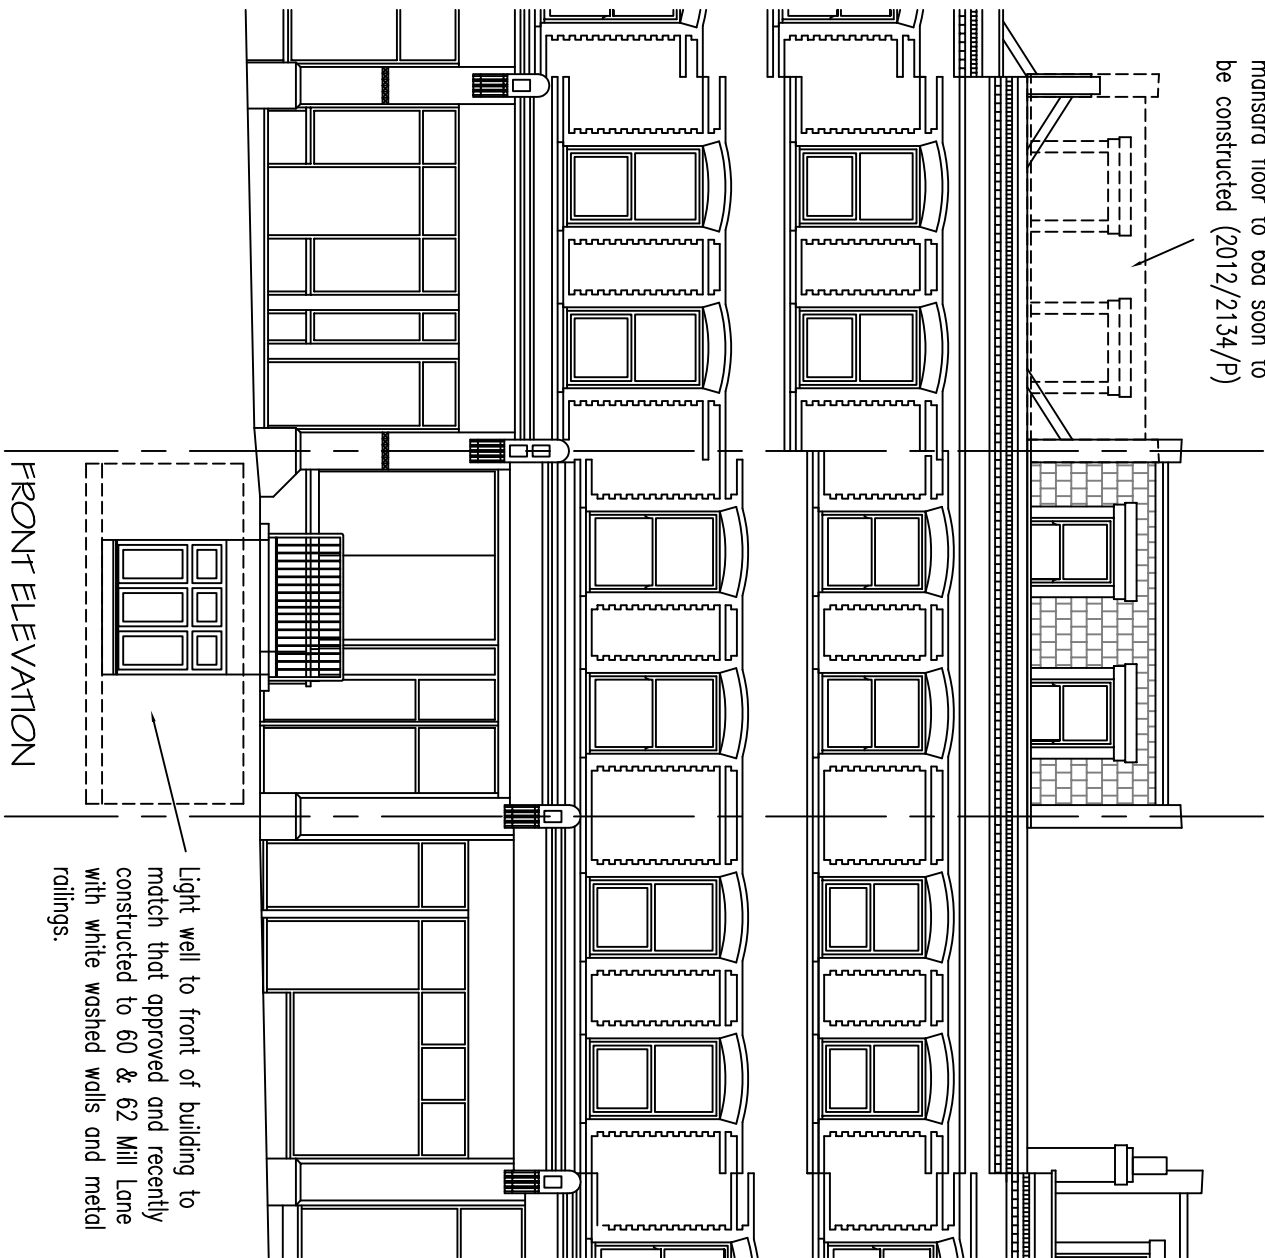 mansard floor to 68a soon to
be constructed (2012/2134/P)
FRONT ELEVATION
Light well to front of building to
match that approved and recently
constructed to 60 & 62 Mill Lane
with white washed walls and metal
railings.